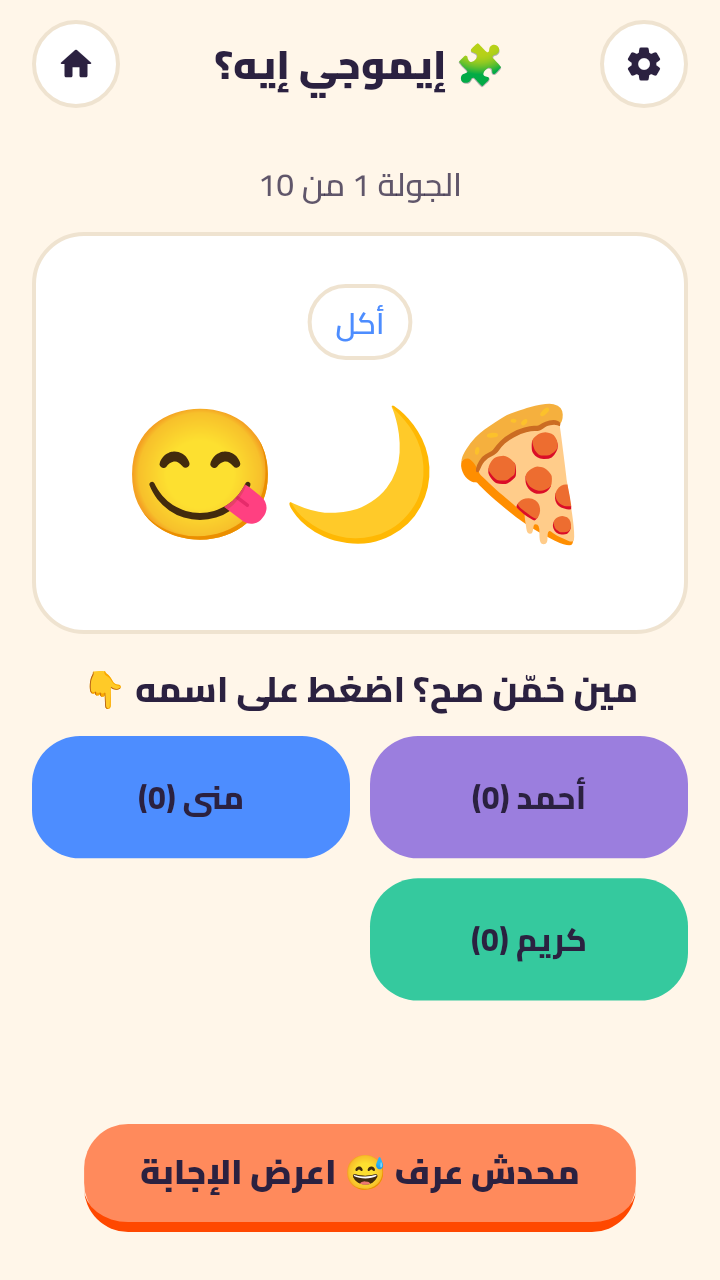 🧩 إيموجي إيه؟
الجولة 1 من 10
أكل
🍕🌙😋
مين خمّن صح؟ اضغط على اسمه 👇
أحمد (0)
منى (0)
كريم (0)
محدش عرف 😅 اعرض الإجابة